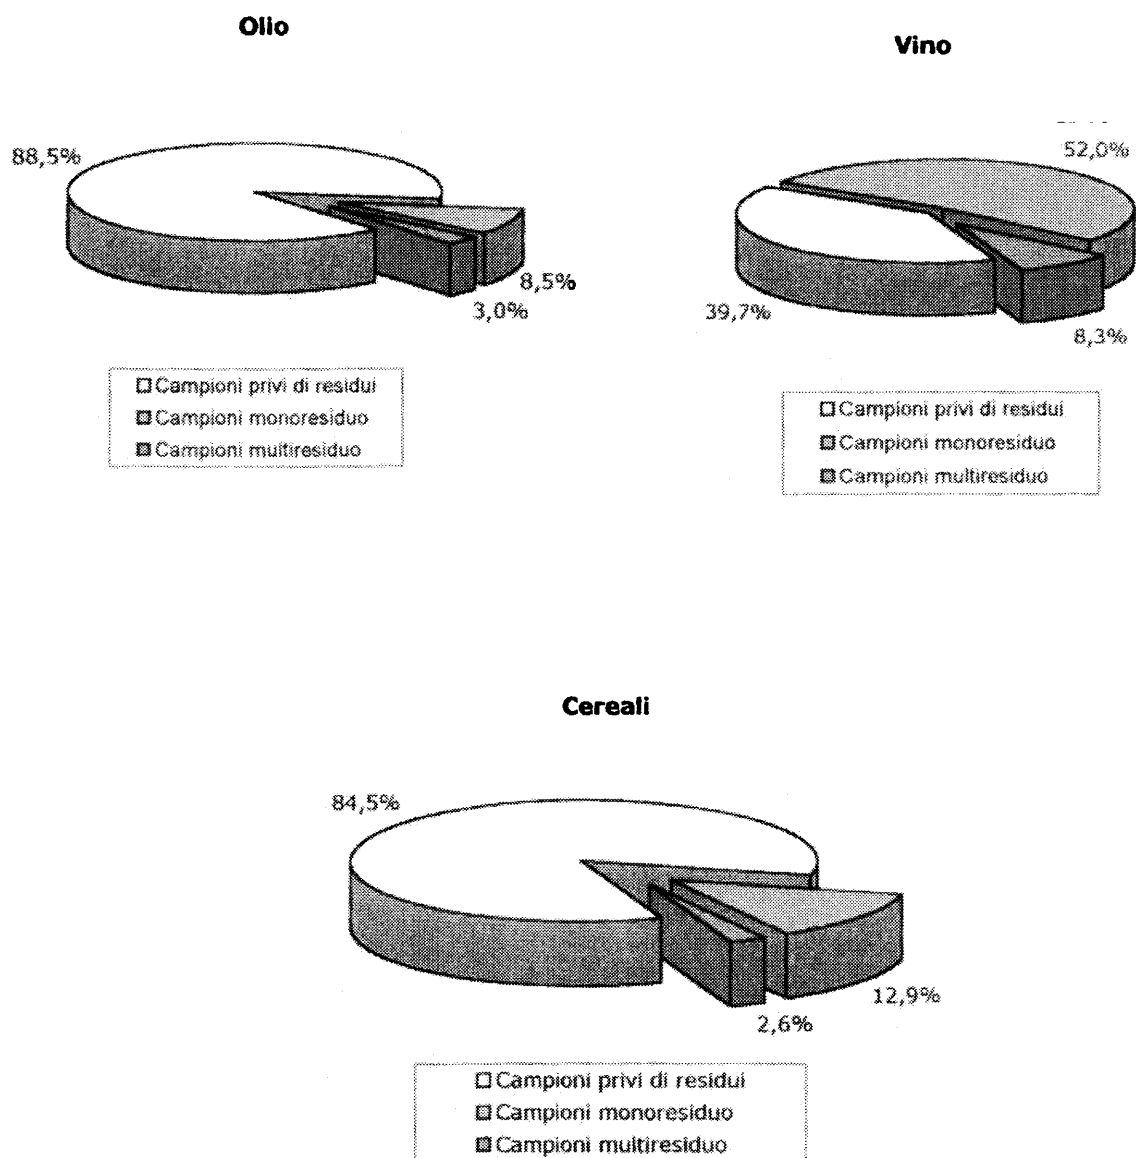 Olio
88,5%
8,5%
3,0%
Campioni privi di residui
Campioni monoresiduo
Campioni multiresiduo
Vino
52,0%
39,7%
8,3%
Campioni privi di residui
Campioni monoresiduo
Campioni multiresiduo
Cereali
84,5%
12,9%
2,6%
Campioni privi di residui
Campioni monoresiduo
Campioni multiresiduo